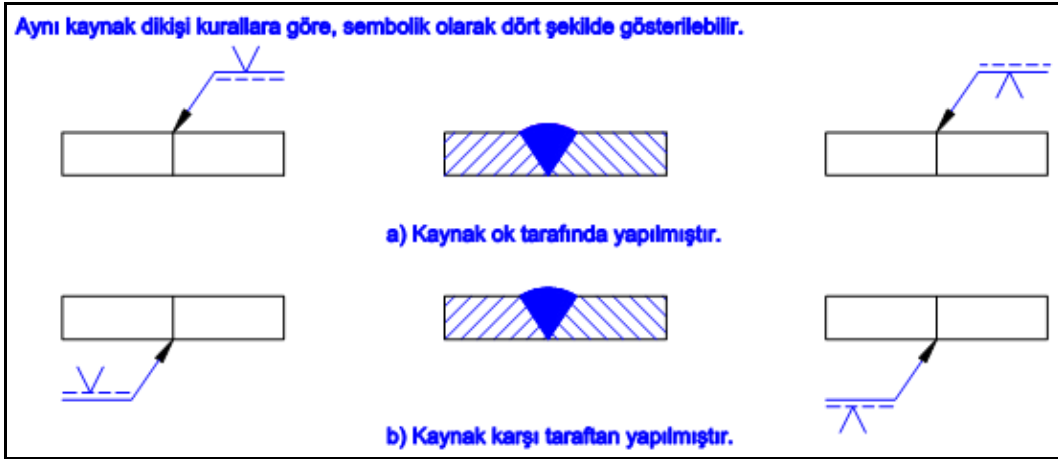 Aynı kaynak dikişi kurallara göre, sembolik olarak dört şekilde gösterilebilir.
a) Kaynak ok tarafında yapılmıştır.
b) Kaynak karşı taraftan yapılmıştır.